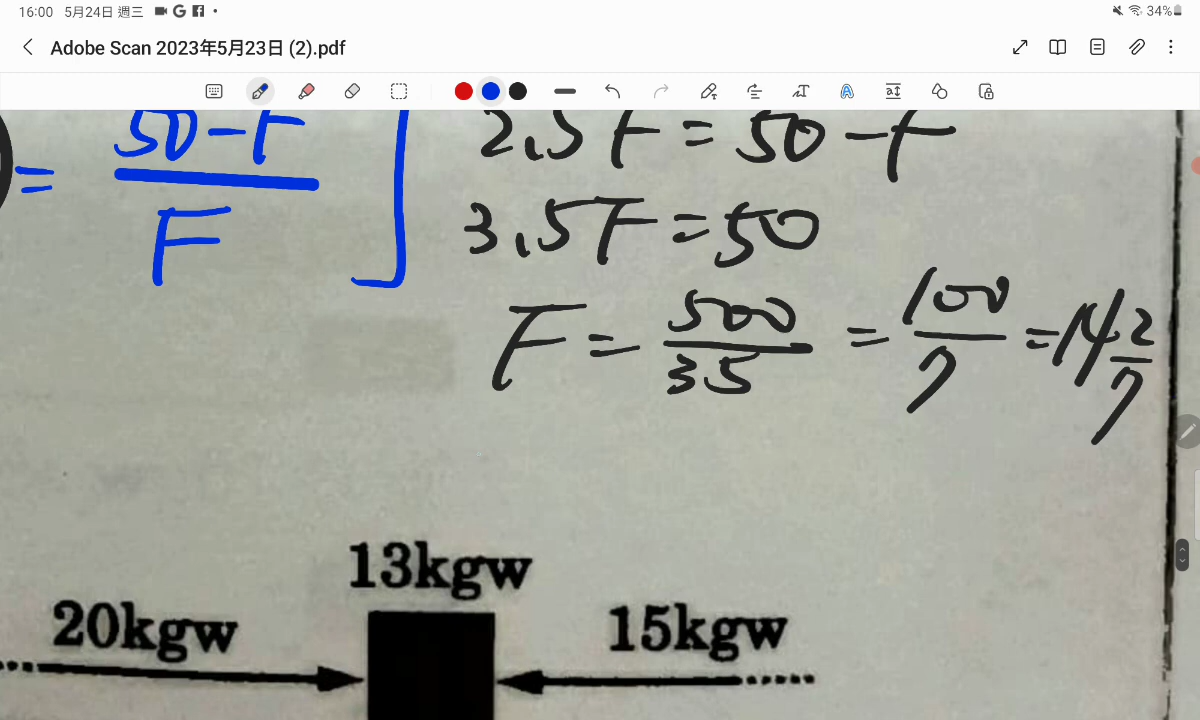 16:00 5月24日 週三 34%
Adobe Scan 2023年5月23日 (2).pdf
= 50-F / F
2.5F = 50-F
3.5F = 50
F = 500/35 = 100/7 = 14 2/7
13kgw
20kgw
15kgw